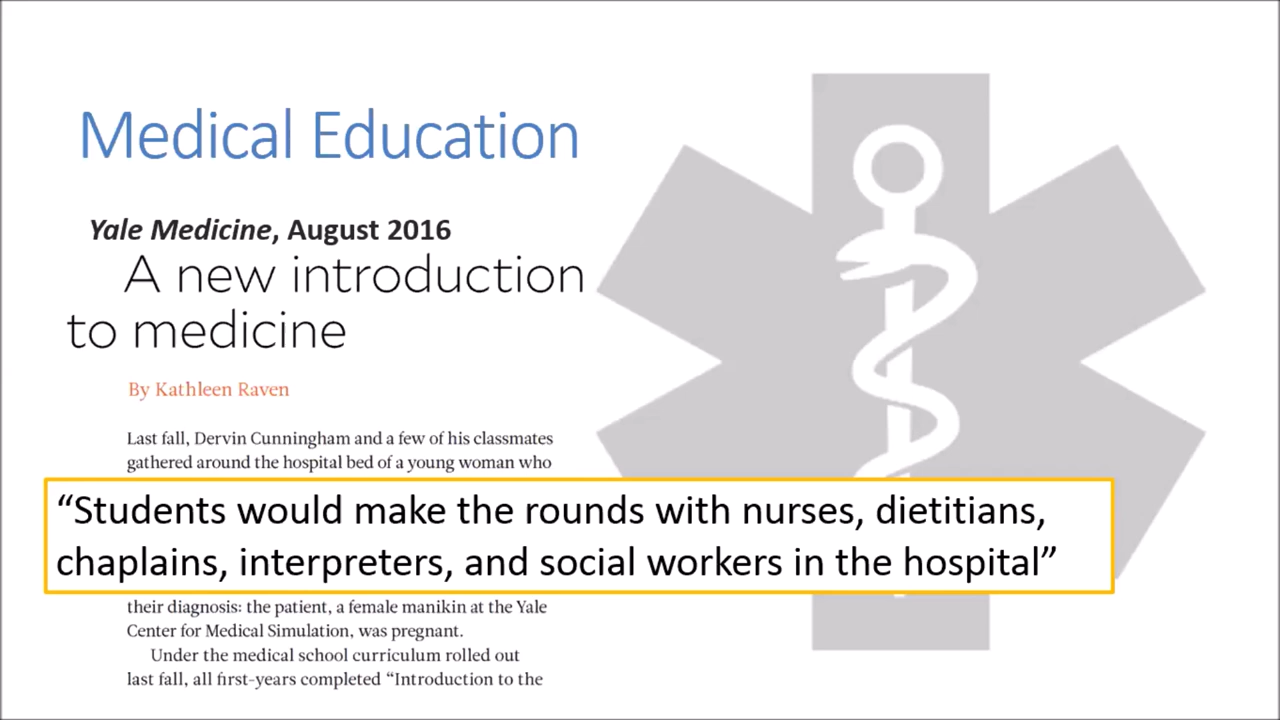 Medical Education
Yale Medicine, August 2016
A new introduction
to medicine
By Kathleen Raven
Last fall, Dervin Cunningham and a few of his classmates
gathered around the hospital bed of a young woman who
“Students would make the rounds with nurses, dietitians,
chaplains, interpreters, and social workers in the hospital”
their diagnosis: the patient, a female manikin at the Yale
Center for Medical Simulation, was pregnant.
Under the medical school curriculum rolled out
last fall, all first-years completed “Introduction to the